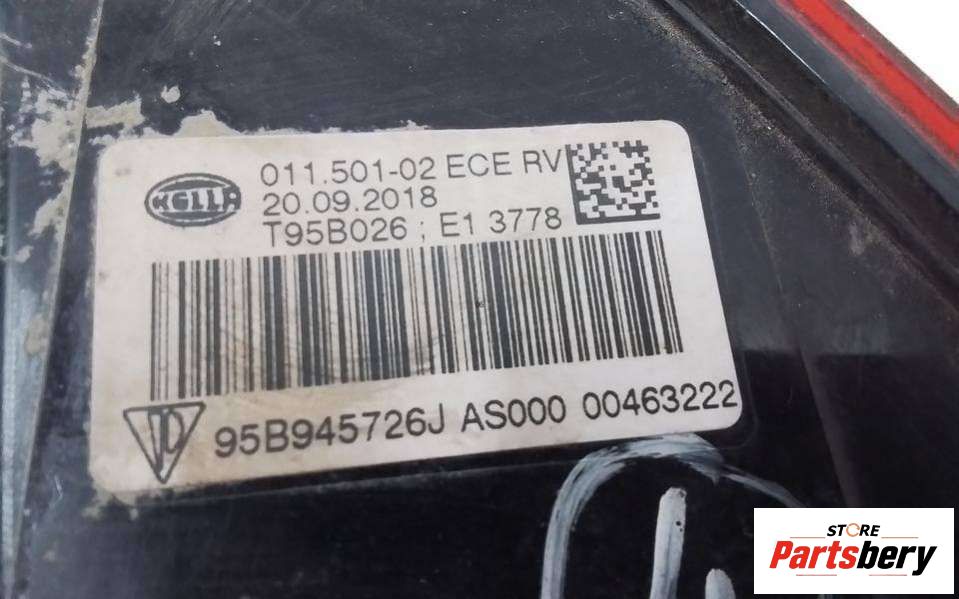 HELLA
011.501-02 ECE RV
20.09.2018
T95B026 ; E1 3778
95B945726J AS000 00463222
STORE
Partsbery